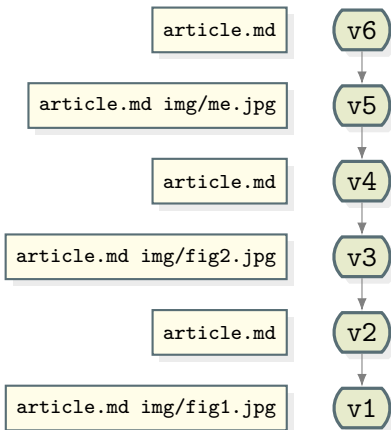 article.md v6
article.md img/me.jpg v5
article.md v4
article.md img/fig2.jpg v3
article.md v2
article.md img/fig1.jpg v1